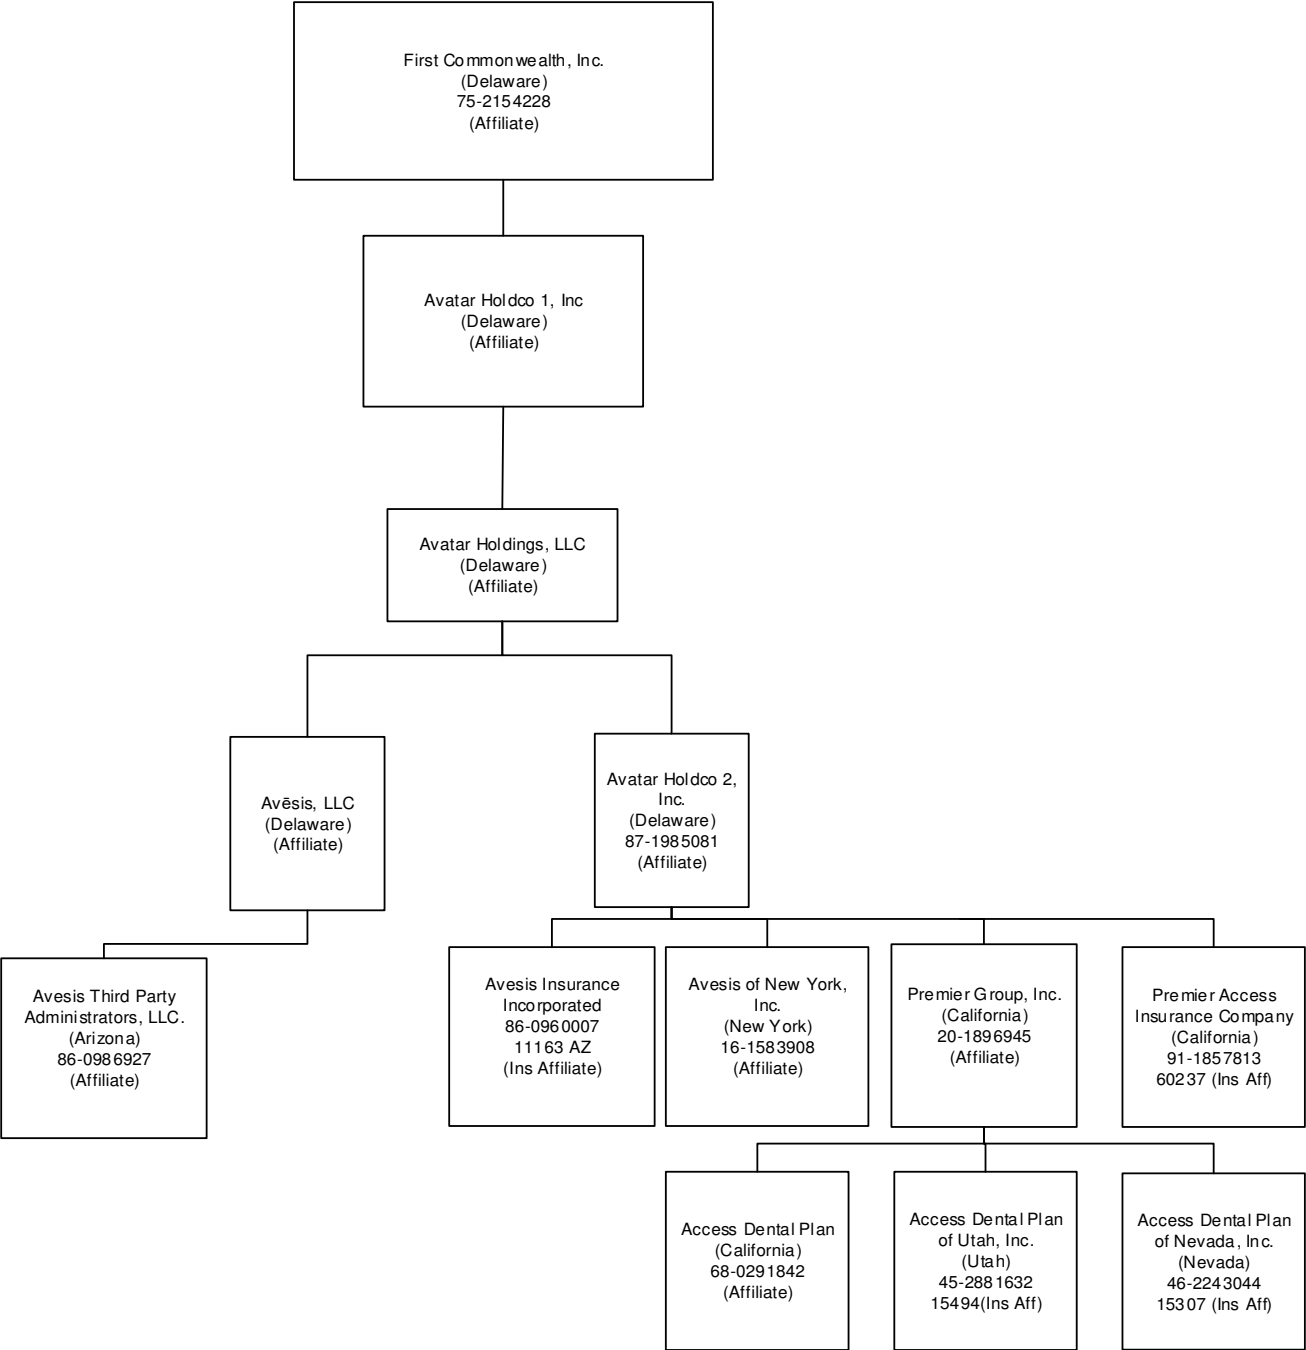 First Commonwealth, Inc.
(Delaware)
75-2154228
(Affiliate)
Avatar Holdco 1, Inc
(Delaware)
(Affiliate)
Avatar Holdings, LLC
(Delaware)
(Affiliate)
Avēsis, LLC
(Delaware)
(Affiliate)
Avatar Holdco 2,
Inc.
(Delaware)
87-1985081
(Affiliate)
Avesis Third Party
Administrators, LLC.
(Arizona)
86-0986927
(Affiliate)
Avesis Insurance
Incorporated
86-0960007
11163 AZ
(Ins Affiliate)
Avesis of New York,
Inc.
(New York)
16-1583908
(Affiliate)
Premier Group, Inc.
(California)
20-1896945
(Affiliate)
Premier Access
Insurance Company
(California)
91-1857813
60237 (Ins Aff)
Access Dental Plan
(California)
68-0291842
(Affiliate)
Access Dental Plan
of Utah, Inc.
(Utah)
45-2881632
15494(Ins Aff)
Access Dental Plan
of Nevada, Inc.
(Nevada)
46-2243044
15307 (Ins Aff)